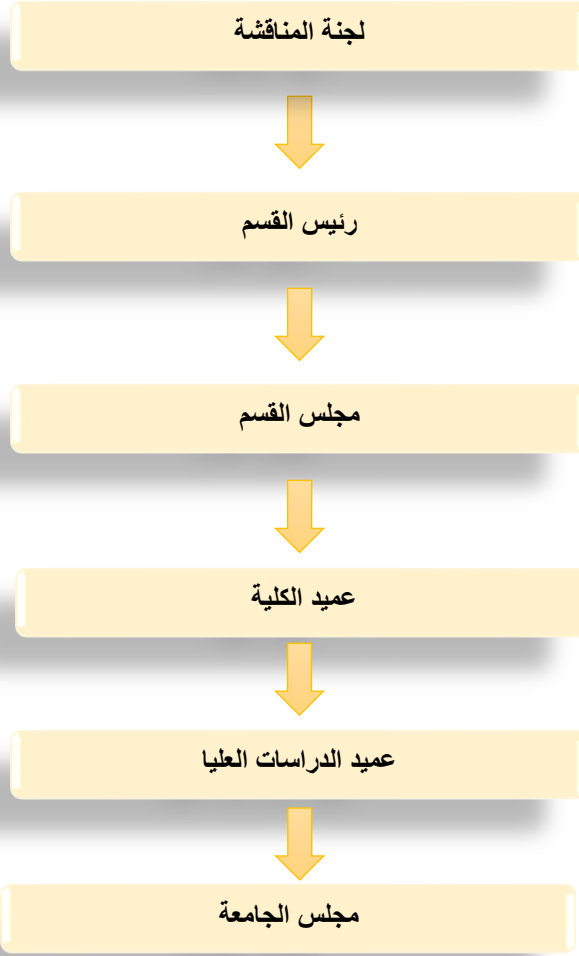 لجنة المناقشة
رئيس القسم
مجلس القسم
عميد الكلية
عميد الدراسات العليا
مجلس الجامعة